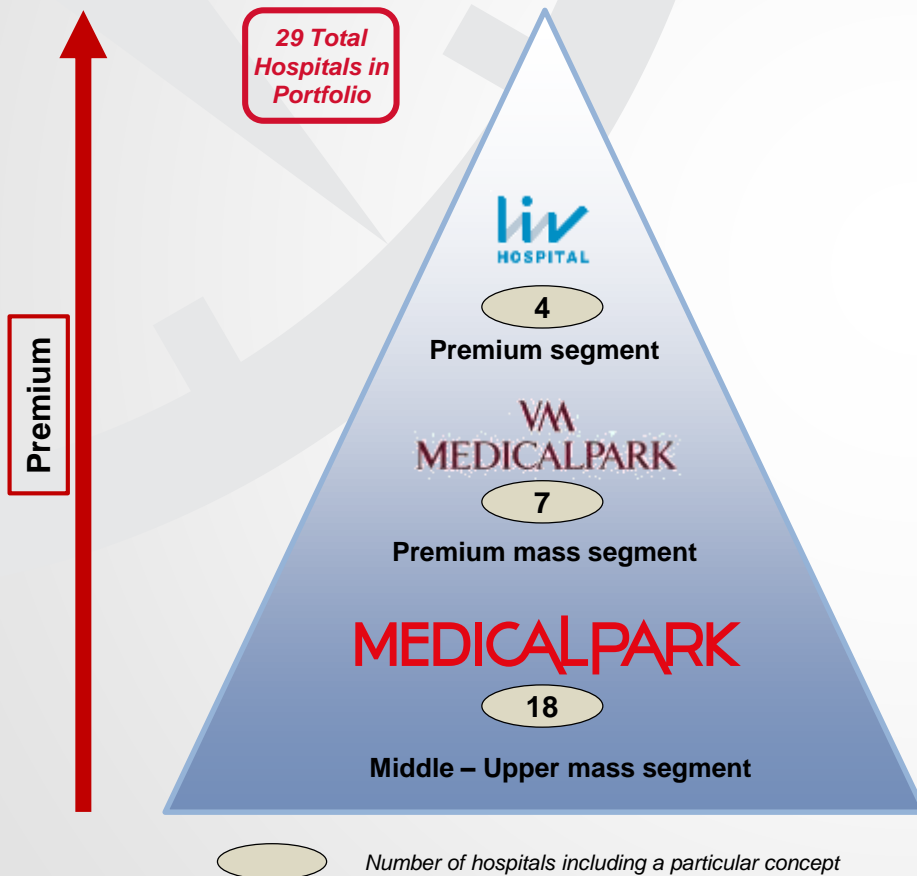 29 Total
Hospitals in
Portfolio
liv
HOSPITAL
4
Premium segment
Premium
VM
MEDICALPARK
7
Premium mass segment
MEDICALPARK
18
Middle – Upper mass segment
Number of hospitals including a particular concept